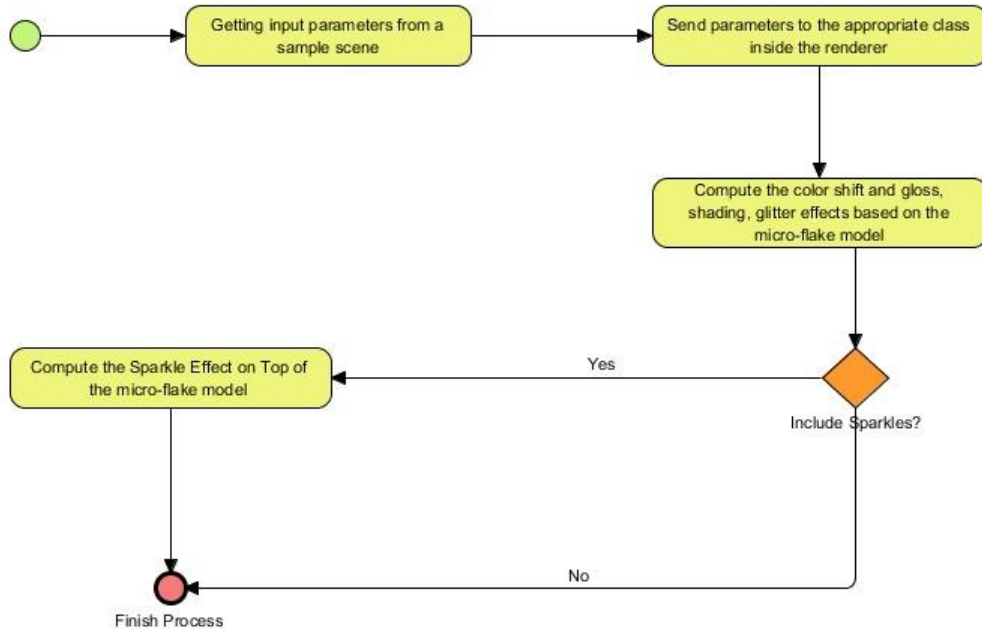 Getting input parameters from a
sample scene
Send parameters to the appropriate class
inside the renderer
Compute the color shift and gloss,
shading, glitter effects based on the
micro-flake model
Include Sparkles?
Yes
Compute the Sparkle Effect on Top of
the micro-flake model
No
Finish Process